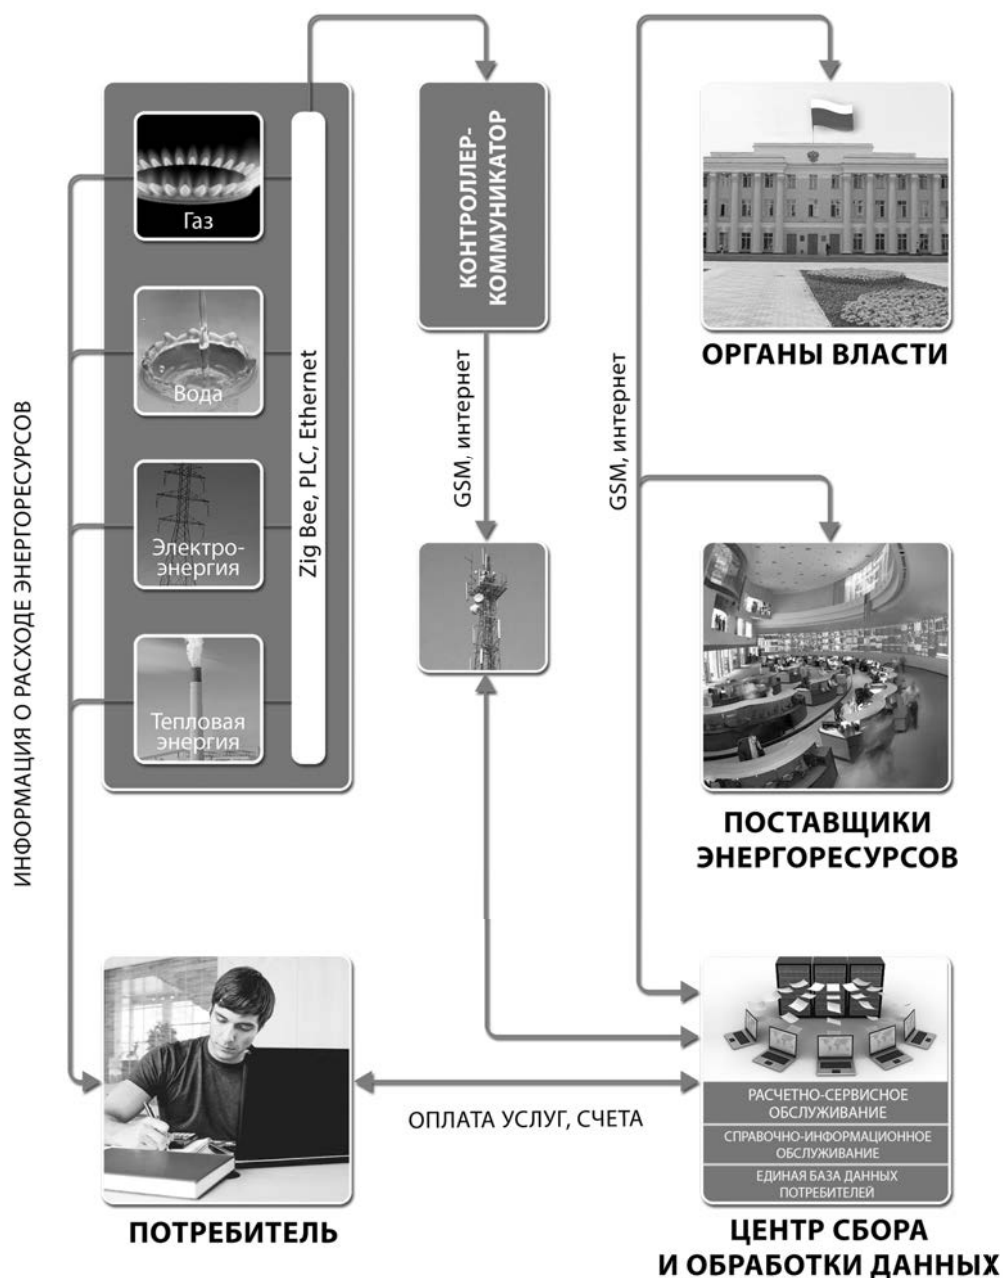 Газ
Вода
Электро-
энергия
Тепловая
энергия
Zig Bee, PLC, Ethernet
ИНФОРМАЦИЯ О РАСХОДЕ ЭНЕРГОРЕСУРСОВ
КОНТРОЛЛЕР-
КОММУНИКАТОР
GSM, интернет
GSM, интернет
ОРГАНЫ ВЛАСТИ
ПОСТАВЩИКИ
ЭНЕРГОРЕСУРСОВ
ПОТРЕБИТЕЛЬ
ОПЛАТА УСЛУГ, СЧЕТА
РАСЧЕТНО-СЕРВИСНОЕ
ОБСЛУЖИВАНИЕ
СПРАВОЧНО-ИНФОРМАЦИОННОЕ
ОБСЛУЖИВАНИЕ
ЕДИНАЯ БАЗА ДАННЫХ
ПОТРЕБИТЕЛЕЙ
ЦЕНТР СБОРА
И ОБРАБОТКИ ДАННЫХ